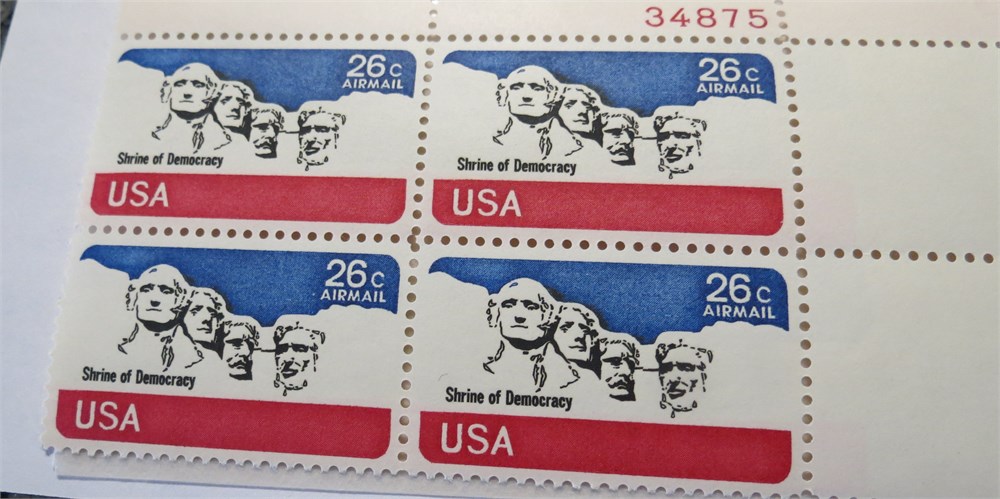 34875
26c
AIRMAIL
Shrine of Democracy
USA
26c
AIRMAIL
Shrine of Democracy
USA
26c
AIRMAIL
Shrine of Democracy
USA
26c
AIRMAIL
Shrine of Democracy
USA